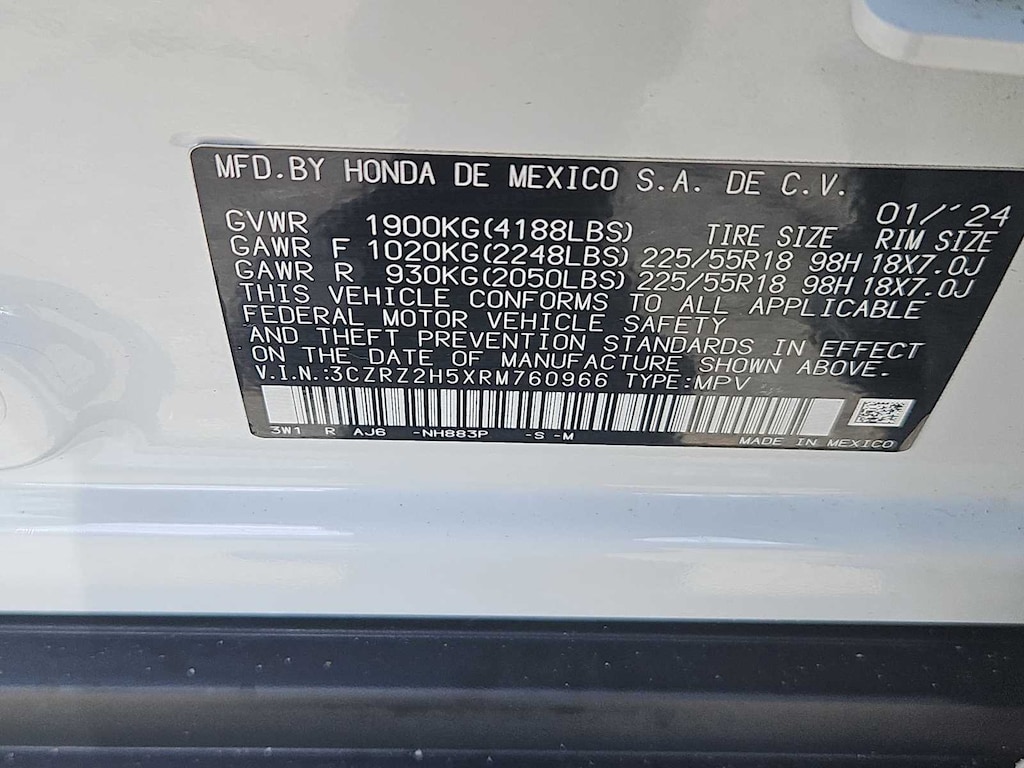 MFD.BY HONDA DE MEXICO S.A. DE C.V.
01/'24
GVWR 1900KG(4188LBS) TIRE SIZE RIM SIZE
GAWR F 1020KG(2248LBS) 225/55R18 98H 18X7.0J
GAWR R 930KG(2050LBS) 225/55R18 98H 18X7.0J
THIS VEHICLE CONFORMS TO ALL APPLICABLE
FEDERAL MOTOR VEHICLE SAFETY
AND THEFT PREVENTION STANDARDS IN EFFECT
ON THE DATE OF MANUFACTURE SHOWN ABOVE.
V.I.N.:3CZRZ2H5XRM760966 TYPE:MPV
3W1 R AJ6 -NH883P -S -M
MADE IN MEXICO